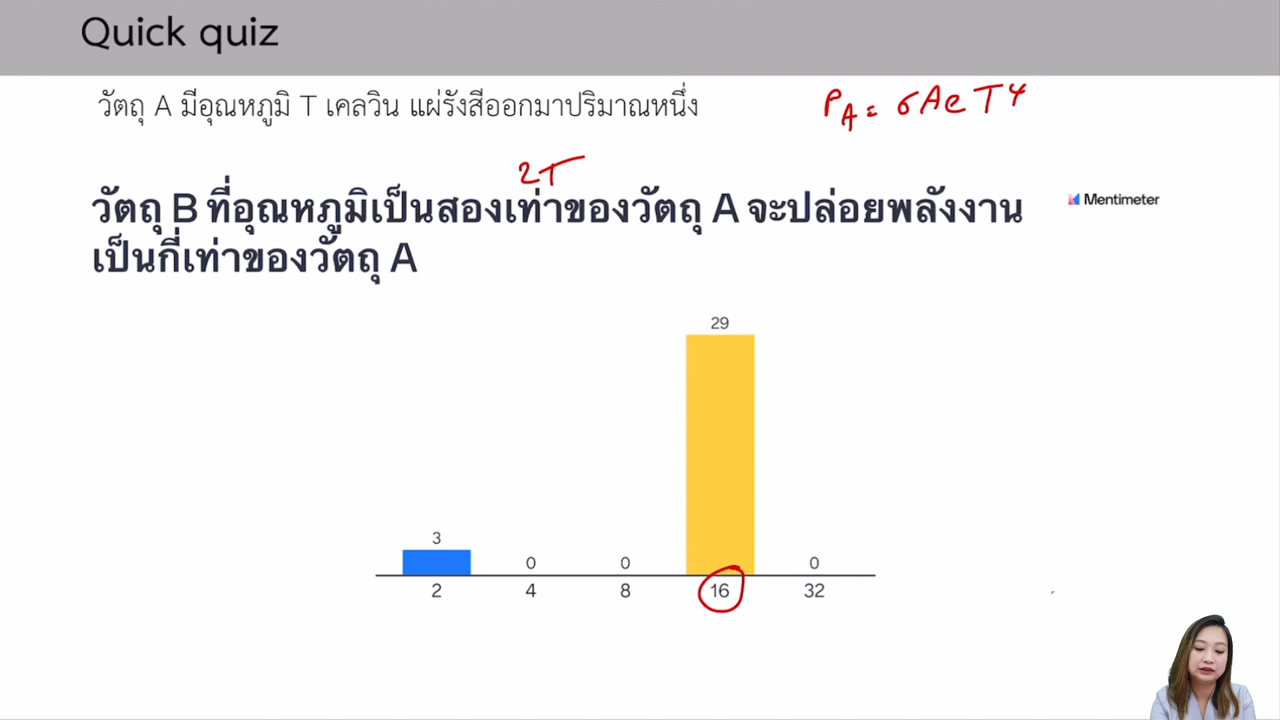 Quick quiz
วัตถุ A มีอุณหภูมิ T เคลวิน แผ่รังสีออกมาปริมาณหนึ่ง
P_A = σAeT⁴
2T
วัตถุ B ที่อุณหภูมิเป็นสองเท่าของวัตถุ A จะปล่อยพลังงาน
เป็นกี่เท่าของวัตถุ A
Mentimeter
29
3
0
0
0
2
4
8
16
32